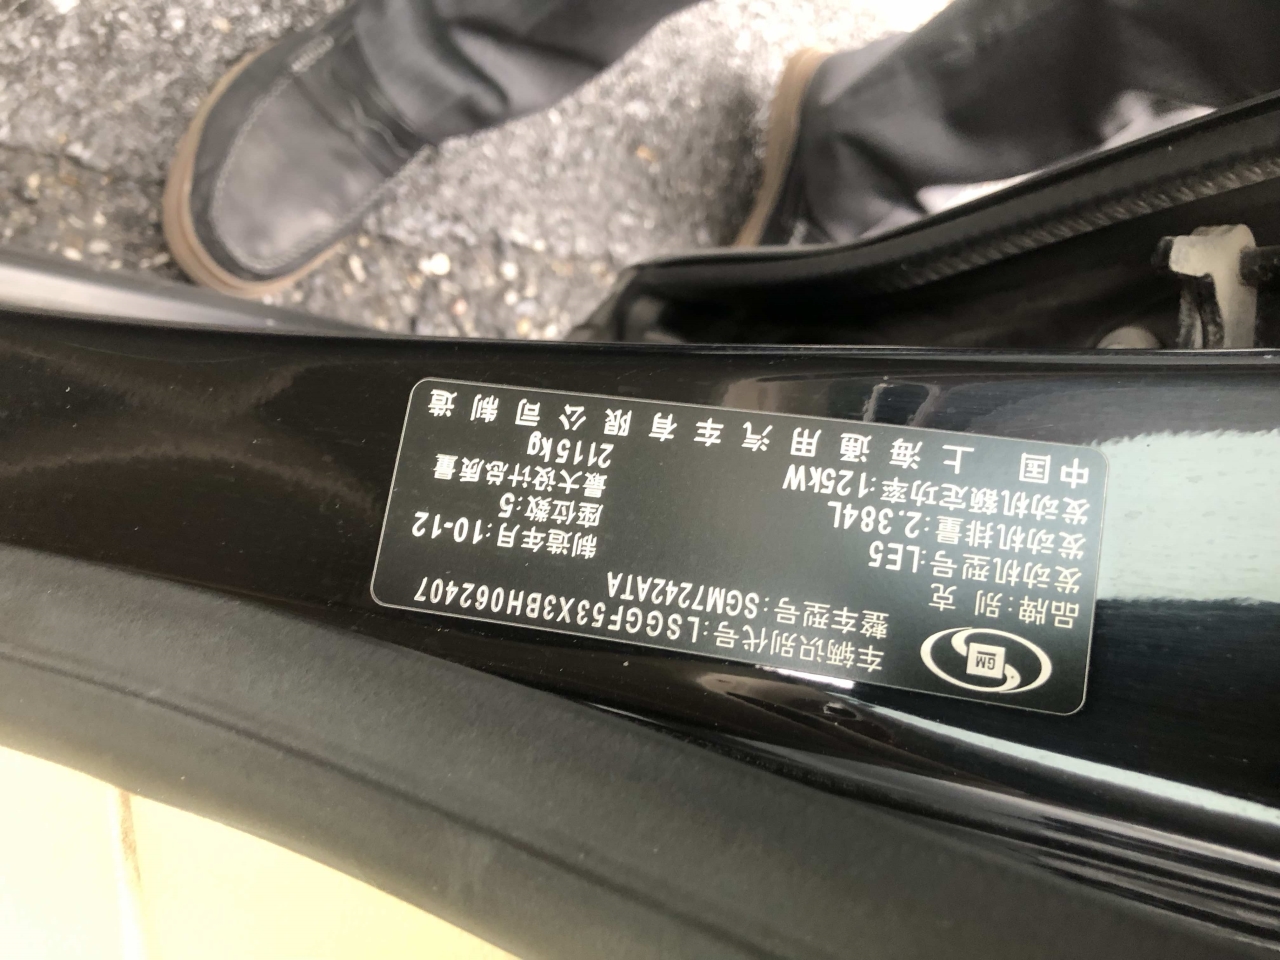 GM
车辆识别代号:LSGGF53X3BH062407
整车型号:SGM7242ATA
品牌:别 克
制造年月:10-12
发动机型号:LE5
座位数:5
发动机排量:2.384L
最大设计总质量
发动机额定功率:125kW
2115kg
中国 上海通用汽车有限公司制造